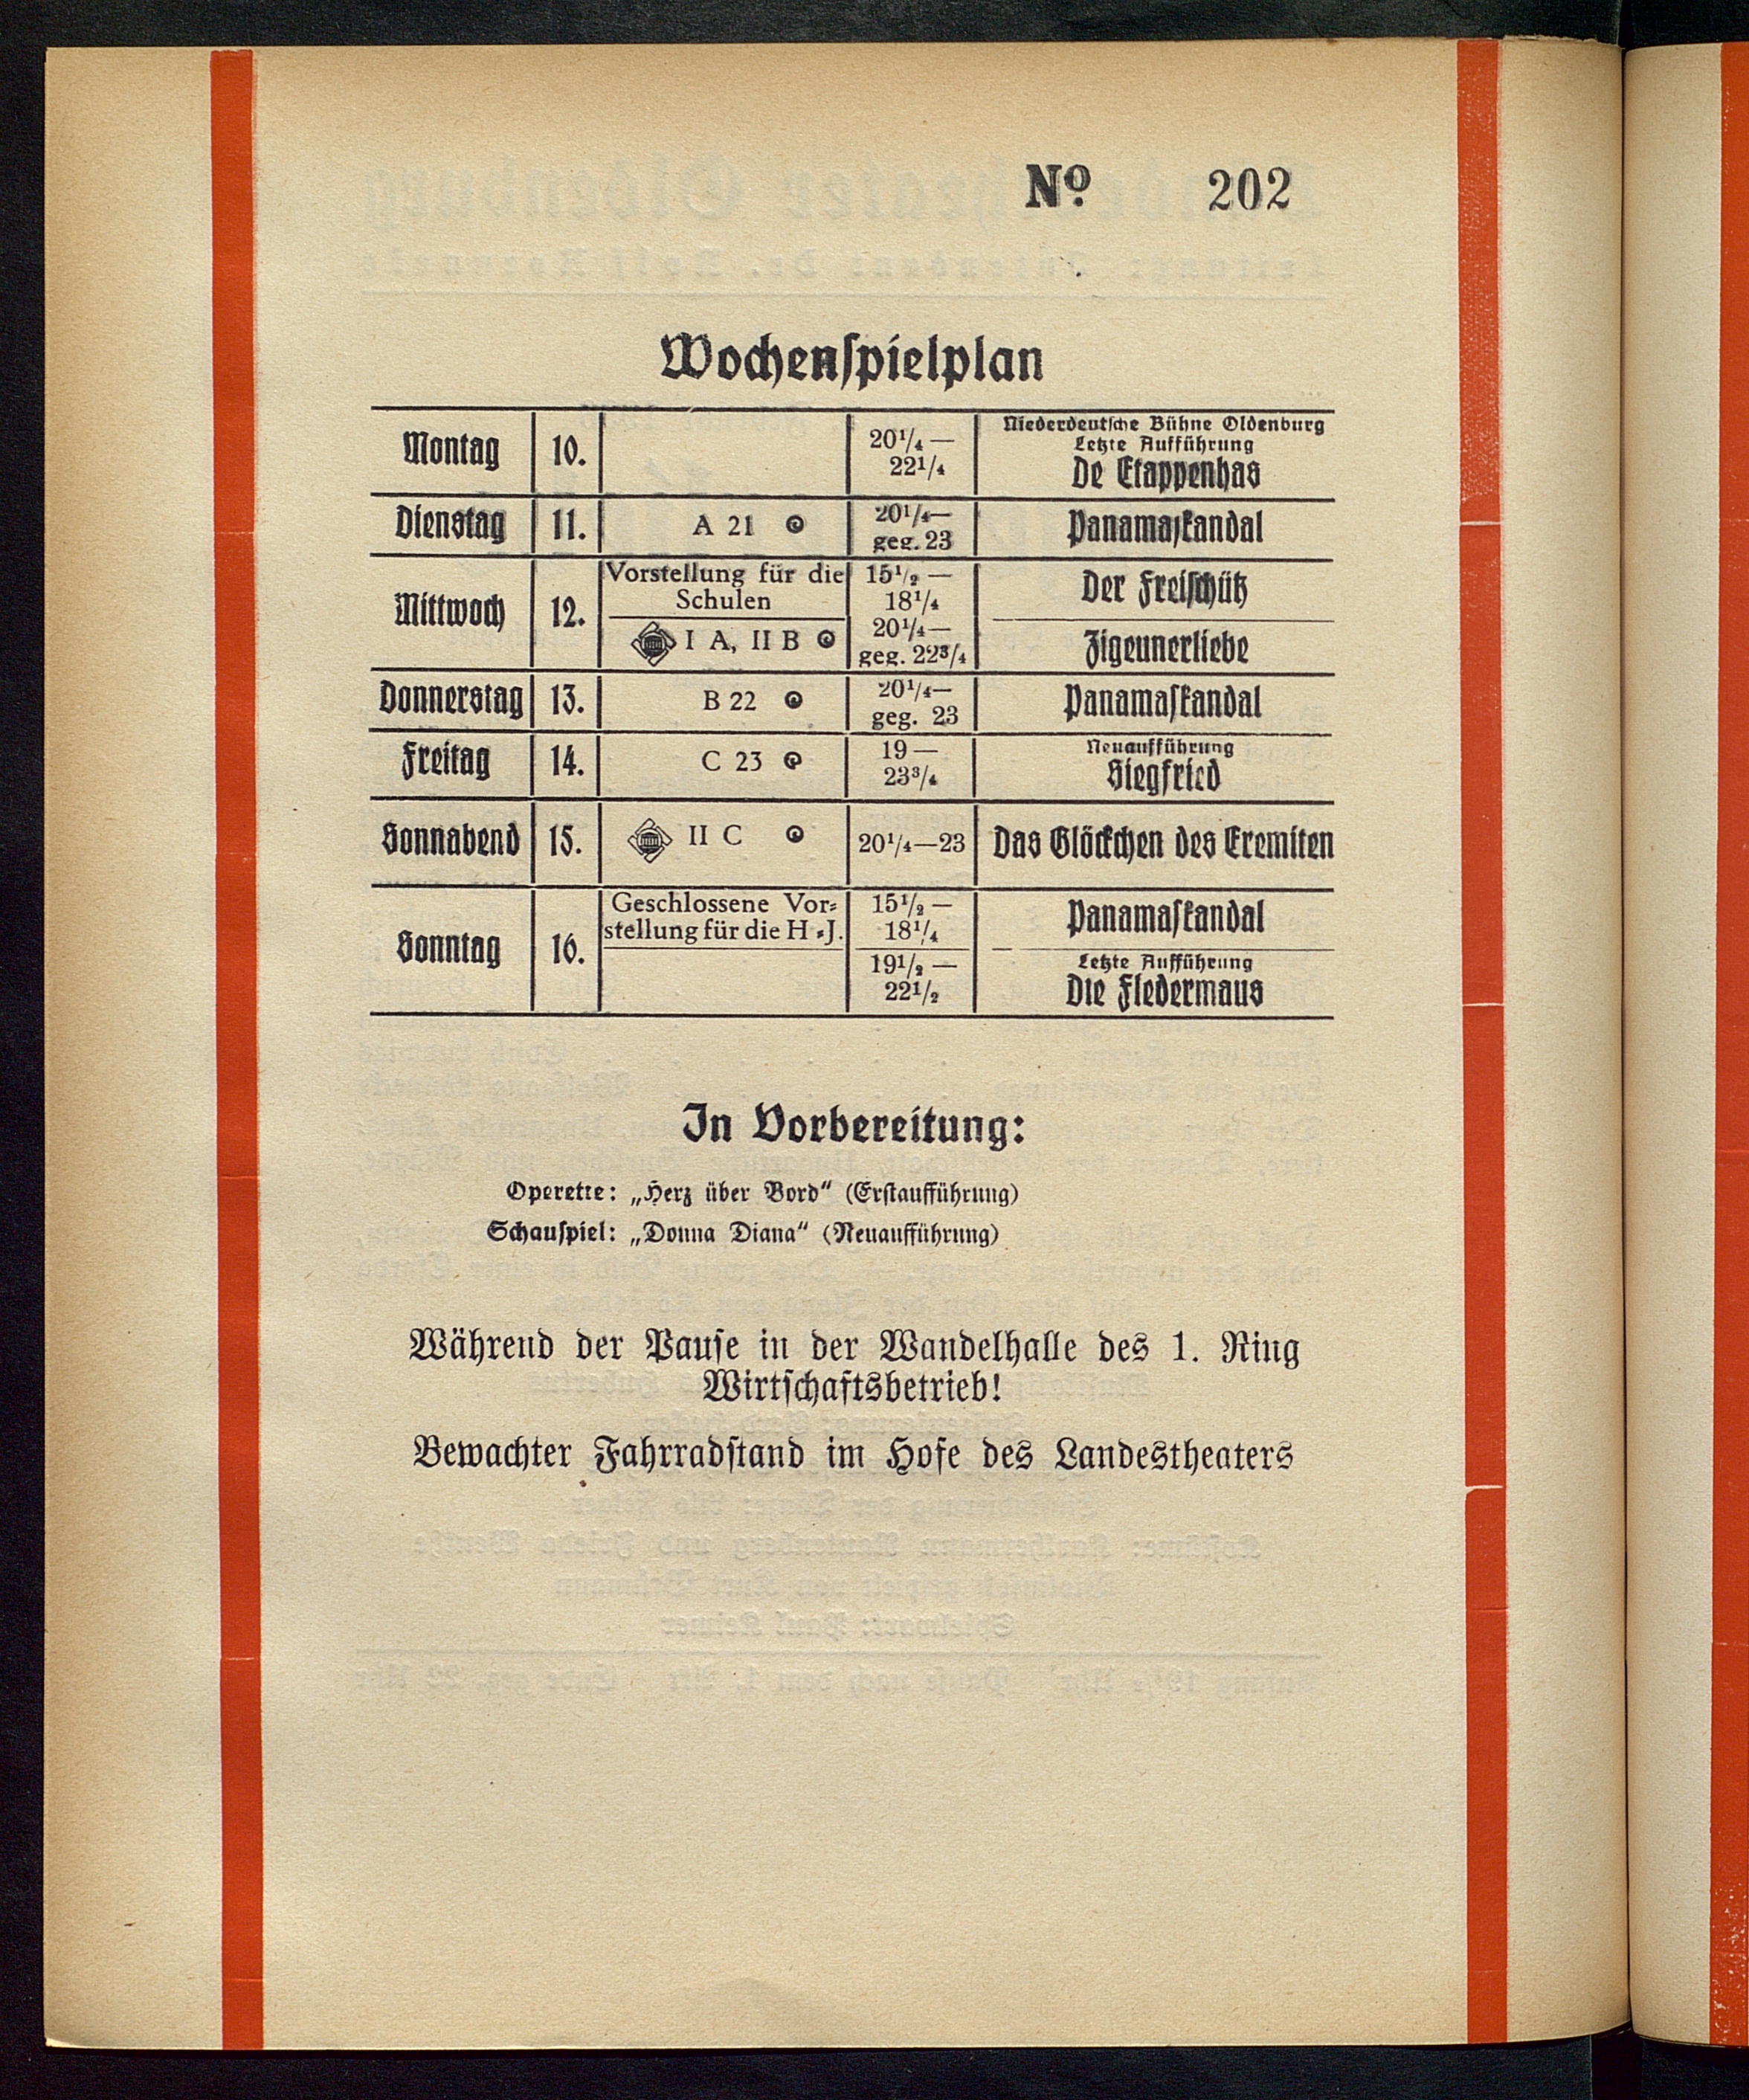 Nº 202
Wochenspielplan
Montag 10. 20¼— 22¼ Niederdeutsche Bühne Oldenburg
Letzte Aufführung
De Etappenhas
Dienstag 11. A 21 20¼— geg. 23 Panamaskandal
Mittwoch 12. Vorstellung für die Schulen 15½— 18¼ Der Freischütz
I A, II B 20¼— geg. 22¾ Zigeunerliebe
Donnerstag 13. B 22 20¼— geg. 23 Panamaskandal
Freitag 14. C 23 19— 23¾ Neuaufführung
Siegfried
Sonnabend 15. II C 20¼—23 Das Glöckchen des Eremiten
Sonntag 16. Geschlossene Vor-
stellung für die H.-J. 15½— 18¼ Panamaskandal
19½— 22½ Letzte Aufführung
Die Fledermaus
In Vorbereitung:
Operette: „Herz über Bord“ (Erstaufführung)
Schauspiel: „Donna Diana“ (Neuaufführung)
Während der Pause in der Wandelhalle des 1. Ring
Wirtschaftsbetrieb!
Bewachter Fahrradstand im Hofe des Landestheaters